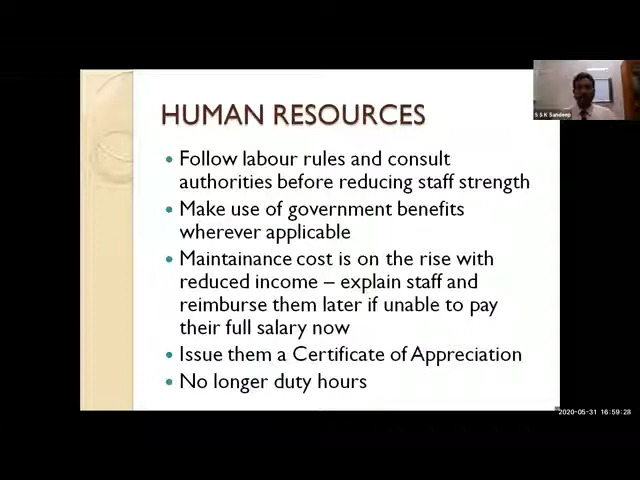 HUMAN RESOURCES
• Follow labour rules and consult
authorities before reducing staff strength
• Make use of government benefits
wherever applicable
• Maintainance cost is on the rise with
reduced income – explain staff and
reimburse them later if unable to pay
their full salary now
• Issue them a Certificate of Appreciation
• No longer duty hours
S S K Sandeep
2020-05-31 16:59:28